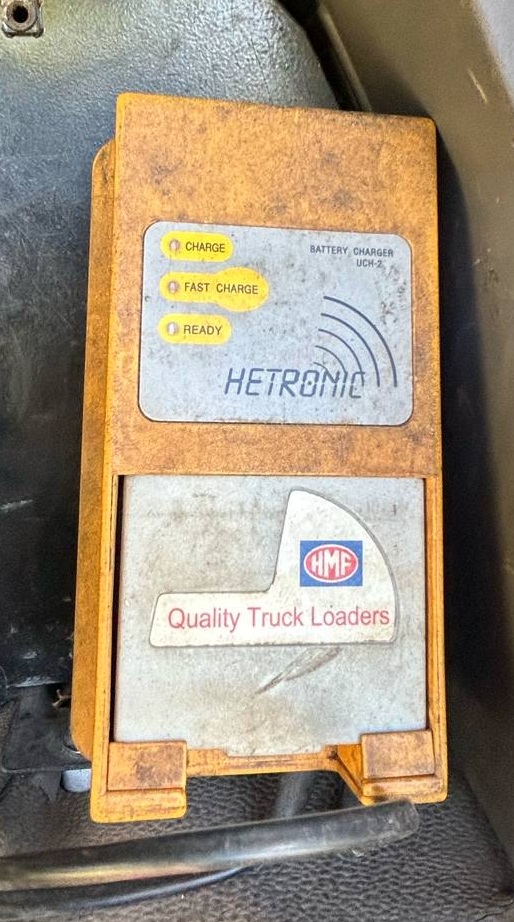 CHARGE
BATTERY CHARGER
UCH-2
FAST CHARGE
READY
HETRONIC
HMF
Quality Truck Loaders